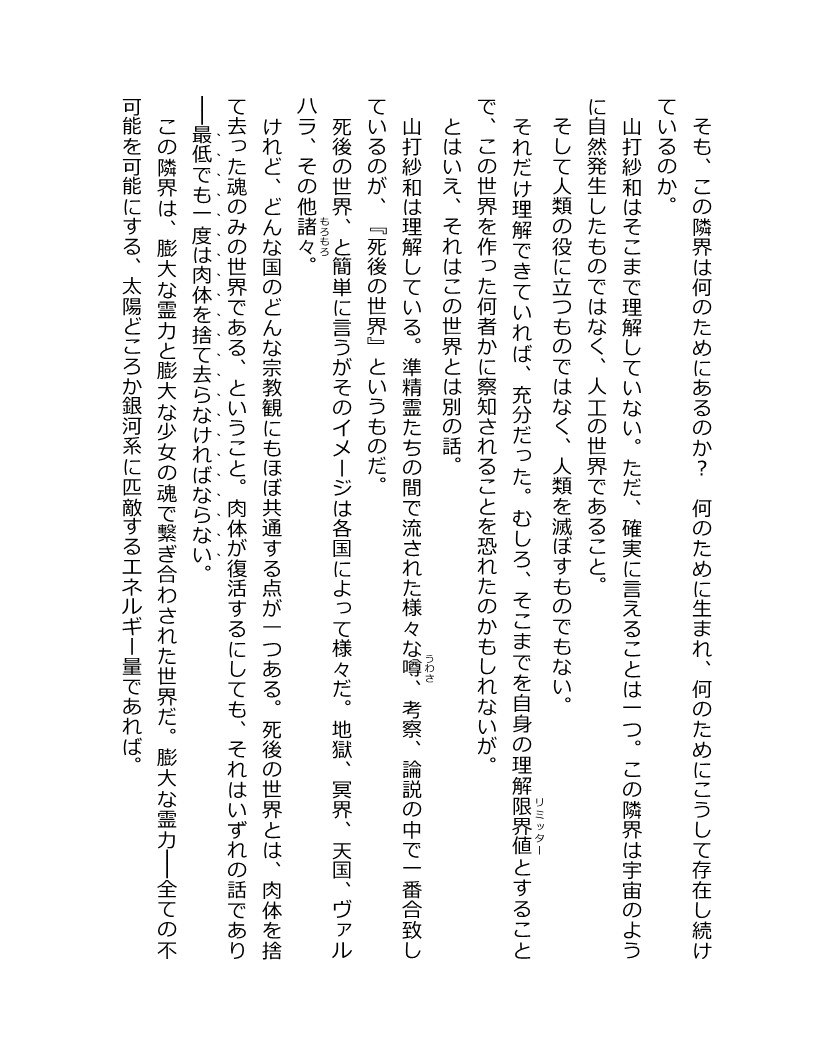 そも、この隣界は何のためにあるのか？　何のために生まれ、何のためにこうして存在し続け
ているのか。
山打紗和はそこまで理解していない。ただ、確実に言えることは一つ。この隣界は宇宙のよう
に自然発生したものではなく、人工の世界であること。
そして人類の役に立つものではなく、人類を滅ぼすものでもない。
それだけ理解できていれば、充分だった。むしろ、そこまでを自身の理解限界値リミッターとすること
で、この世界を作った何者かに察知されることを恐れたのかもしれないが。
とはいえ、それはこの世界とは別の話。
山打紗和は理解している。準精霊たちの間で流された様々な噂うわさ、考察、論説の中で一番合致し
ているのが、『死後の世界』というものだ。
死後の世界、と簡単に言うがそのイメージは各国によって様々だ。地獄、冥界、天国、ヴァル
ハラ、その他諸々もろもろ。
けれど、どんな国のどんな宗教観にもほぼ共通する点が一つある。死後の世界とは、肉体を捨
て去った魂のみの世界である、ということ。肉体が復活するにしても、それはいずれの話であり
──最低でも一度は肉体を捨て去らなければならない。
この隣界は、膨大な霊力と膨大な少女の魂で繋ぎ合わされた世界だ。膨大な霊力──全ての不
可能を可能にする、太陽どころか銀河系に匹敵するエネルギー量であれば。